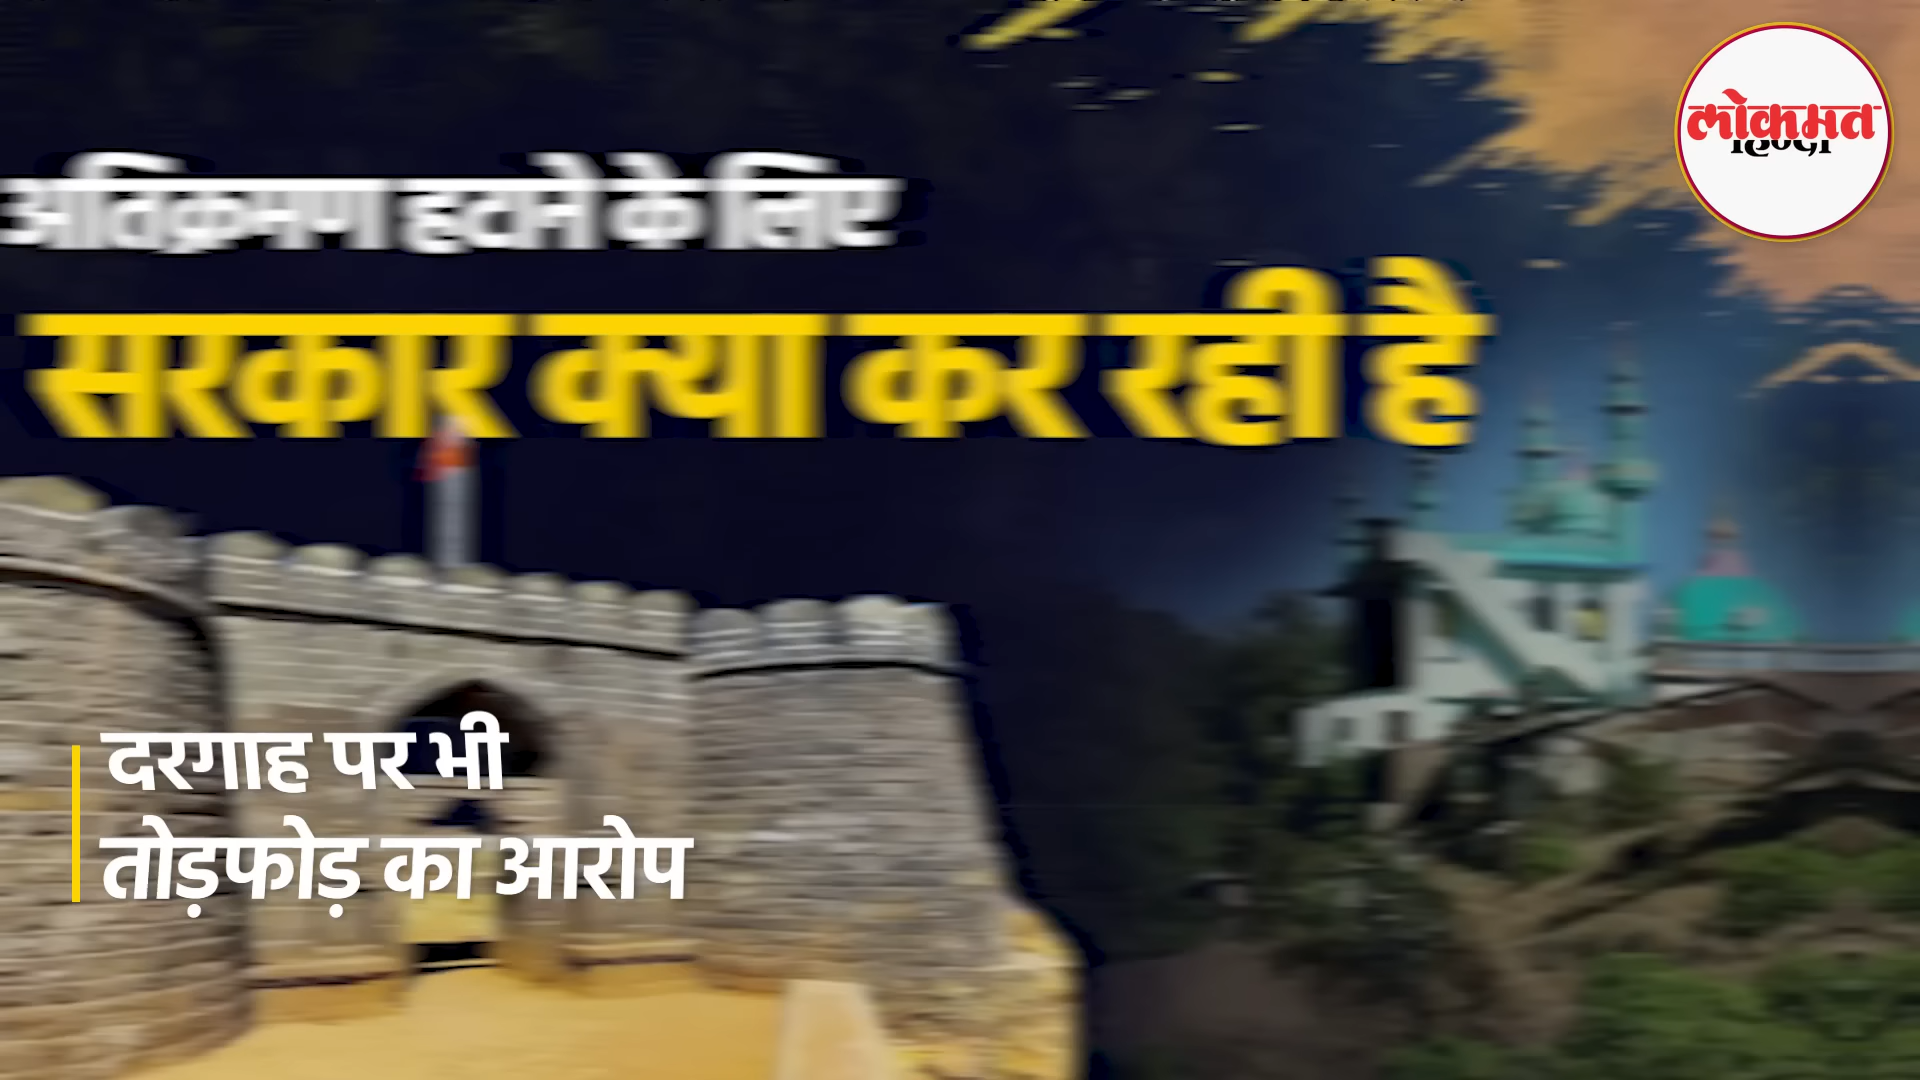 लोकमत
हिन्दी
अतिक्रमण हटाने के लिए
सरकार क्या कर रही है
दरगाह पर भी
तोड़फोड़ का आरोप